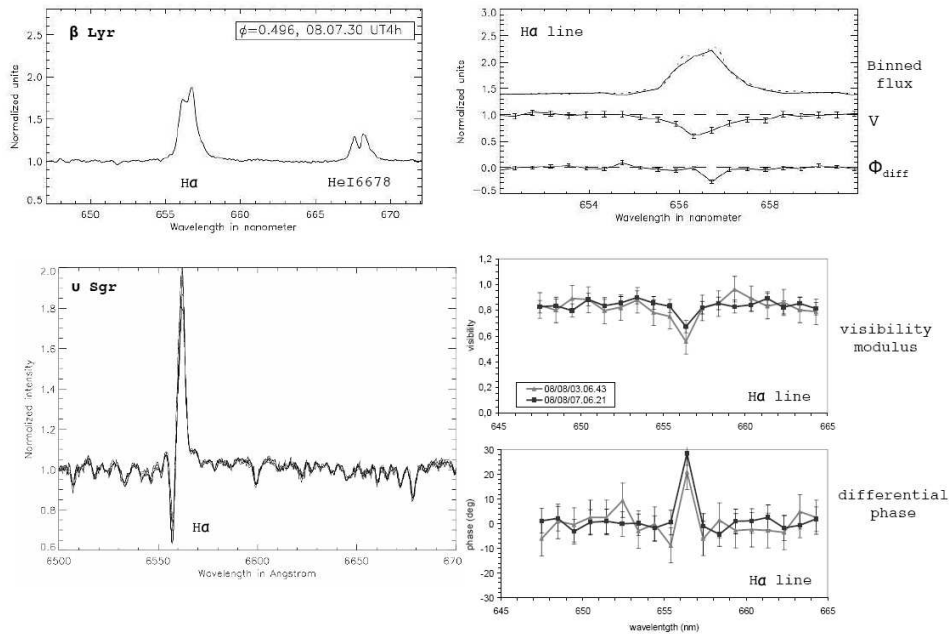 β Lyr
ϕ=0.496, 08.07.30 UT4h
Normalized units
2.5
2.0
1.5
1.0
0.5
Hα
HeI6678
650 655 660 665 670
Wavelength in nanometer
Hα line
Normalized units
3.0
2.0
1.5
1.0
0.5
0.0
−0.5
654 656 658
Wavelength in nanometer
Binned
flux
V
Φdiff
υ Sgr
Normalized intensity
2.0
1.8
1.6
1.4
1.2
1.0
0.8
0.6
Hα
6500 6550 6600 6650 670
Wavelength in Angstrom
visibility
1,2
1,0
0,8
0,6
0,4
0,2
0,0
08/08/03.06.43
08/08/07.06.21
Hα line
645 650 655 660 665
visibility
modulus
phase (deg)
30
20
10
0
-10
-20
-30
Hα line
645 650 655 660 665
wavelentgth (nm)
differential
phase